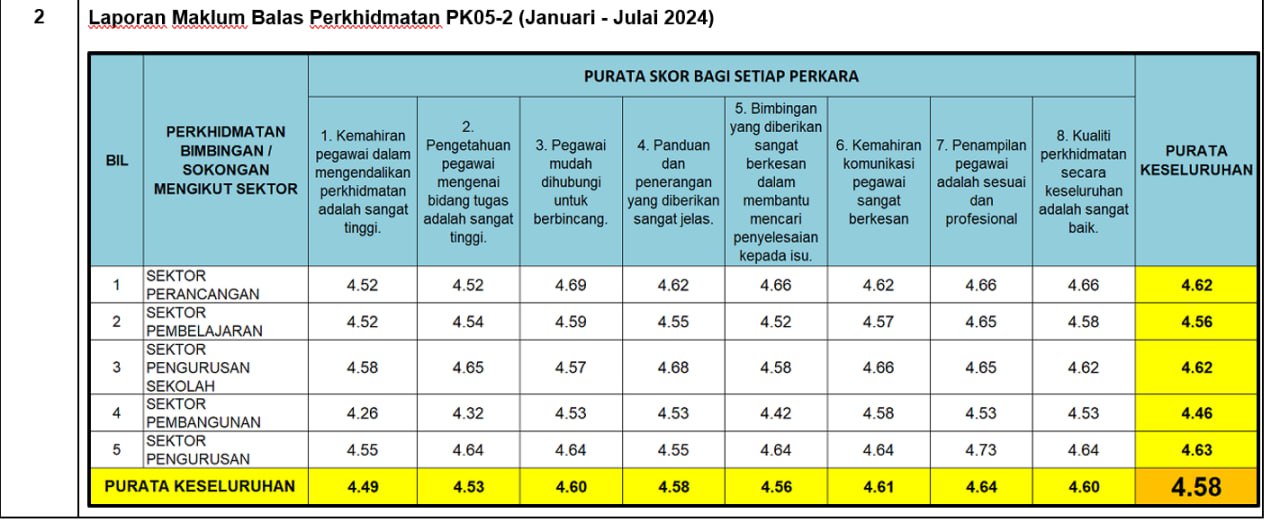 2
Laporan Maklum Balas Perkhidmatan PK05-2 (Januari - Julai 2024)
BIL
PERKHIDMATAN
BIMBINGAN /
SOKONGAN
MENGIKUT SEKTOR
PURATA SKOR BAGI SETIAP PERKARA
1. Kemahiran
pegawai dalam
mengendalikan
perkhidmatan
adalah sangat
tinggi.
2.
Pengetahuan
pegawai
mengenai
bidang tugas
adalah sangat
tinggi.
3. Pegawai
mudah
dihubungi
untuk
berbincang.
4. Panduan
dan
penerangan
yang diberikan
sangat jelas.
5. Bimbingan
yang diberikan
sangat
berkesan
dalam
membantu
mencari
penyelesaian
kepada isu.
6. Kemahiran
komunikasi
pegawai
sangat
berkesan
7. Penampilan
pegawai
adalah sesuai
dan
profesional
8. Kualiti
perkhidmatan
secara
keseluruhan
adalah sangat
baik.
PURATA
KESELURUHAN
1 SEKTOR
PERANCANGAN 4.52 4.52 4.69 4.62 4.66 4.62 4.66 4.66 4.62
2 SEKTOR
PEMBELAJARAN 4.52 4.54 4.59 4.55 4.52 4.57 4.65 4.58 4.56
3 SEKTOR
PENGURUSAN
SEKOLAH 4.58 4.65 4.57 4.68 4.58 4.66 4.65 4.62 4.62
4 SEKTOR
PEMBANGUNAN 4.26 4.32 4.53 4.53 4.42 4.58 4.53 4.53 4.46
5 SEKTOR
PENGURUSAN 4.55 4.64 4.64 4.55 4.64 4.64 4.73 4.64 4.63
PURATA KESELURUHAN 4.49 4.53 4.60 4.58 4.56 4.61 4.64 4.60 4.58